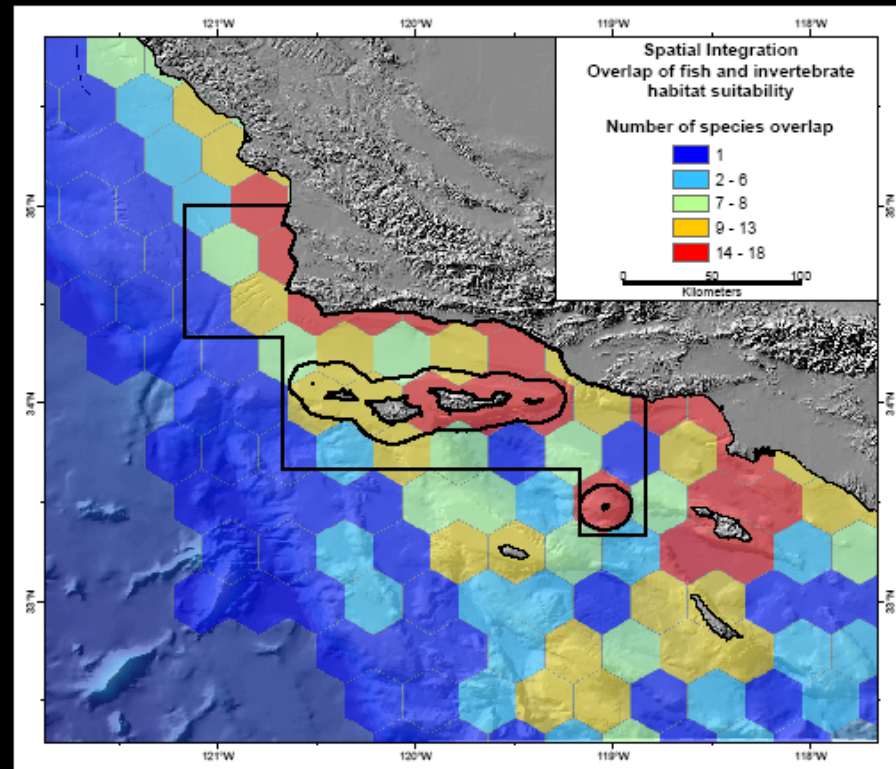 121°W 120°W 119°W 118°W
Spatial Integration
Overlap of fish and invertebrate
habitat suitability
Number of species overlap
1
2 - 6
7 - 8
9 - 13
14 - 18
0 50 100
Kilometers
35°N 35°N
34°N 34°N
33°N 33°N
121°W 120°W 119°W 118°W